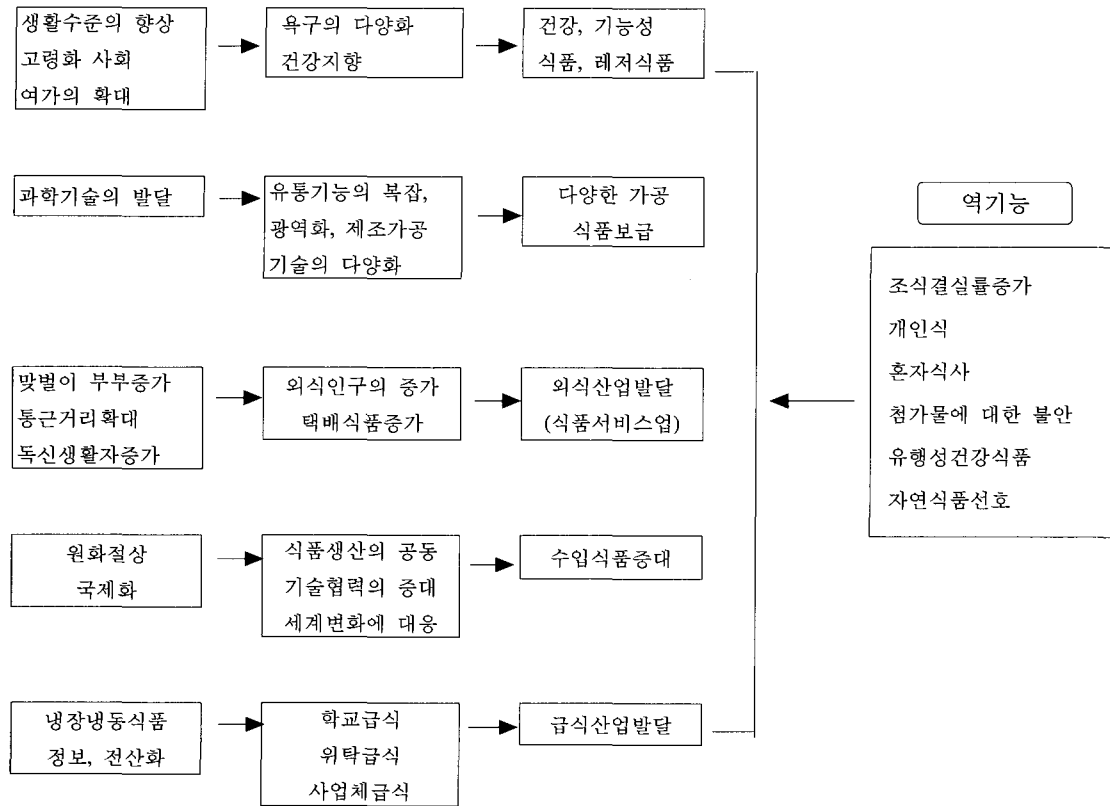 생활수준의 향상
고령화 사회
여가의 확대
욕구의 다양화
건강지향
건강, 기능성
식품, 레저식품
과학기술의 발달
유통기능의 복잡,
광역화, 제조가공
기술의 다양화
다양한 가공
식품보급
맞벌이 부부증가
통근거리확대
독신생활자증가
외식인구의 증가
택배식품증가
외식산업발달
(식품서비스업)
원화절상
국제화
식품생산의 공동
기술협력의 증대
세계변화에 대응
수입식품증대
냉장냉동식품
정보, 전산화
학교급식
위탁급식
사업체급식
급식산업발달
역기능
조식결실률증가
개인식
혼자식사
첨가물에 대한 불안
유행성건강식품
자연식품선호